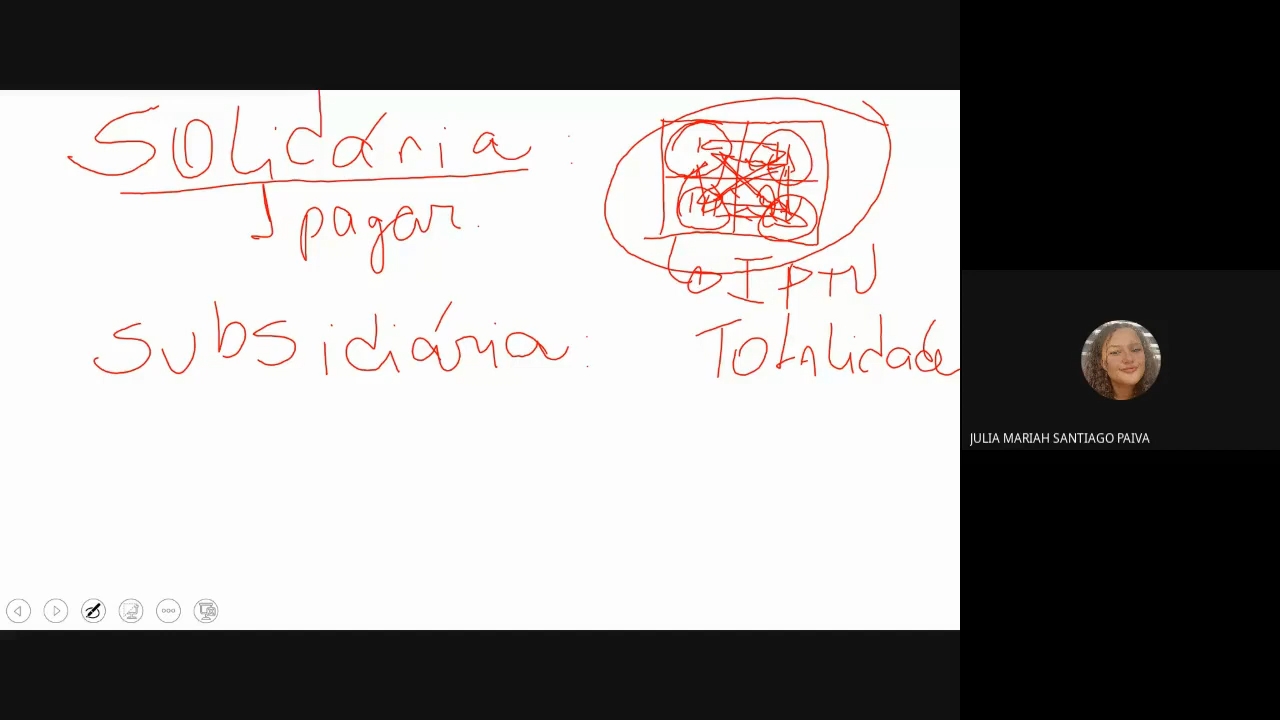 Solidária:
pagar.
IPTU
Subsidiária:
Totalidade
JULIA MARIAH SANTIAGO PAIVA